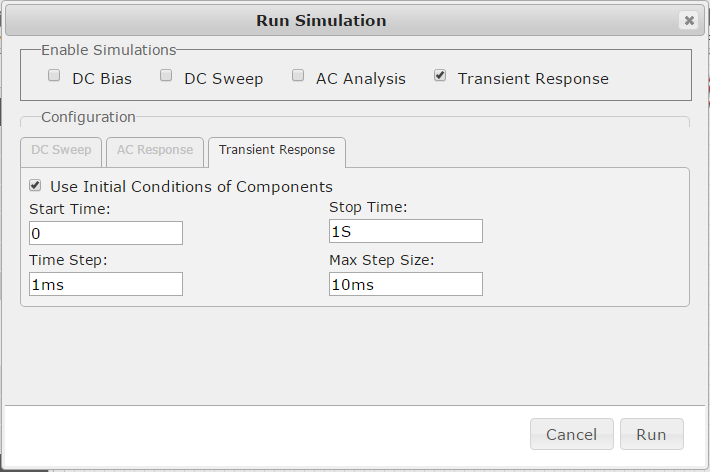 Run Simulation
Enable Simulations
DC Bias DC Sweep AC Analysis Transient Response
Configuration
DC Sweep AC Response Transient Response
Use Initial Conditions of Components
Start Time: Stop Time:
0 1S
Time Step: Max Step Size:
1ms 10ms
Cancel Run